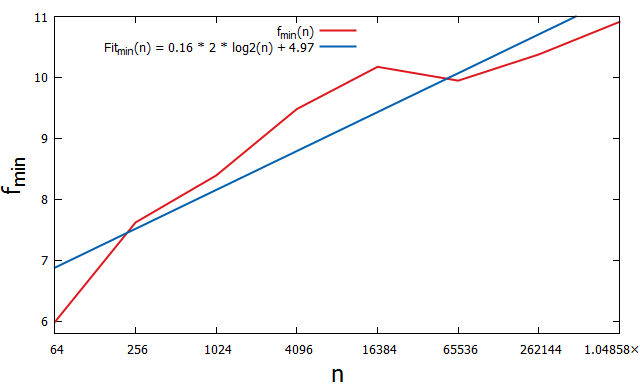 f_min(n)
Fit_min(n) = 0.16 * 2 * log2(n) + 4.97
11
10
9
8
7
6
f_min
64 256 1024 4096 16384 65536 262144 1.04858×
n